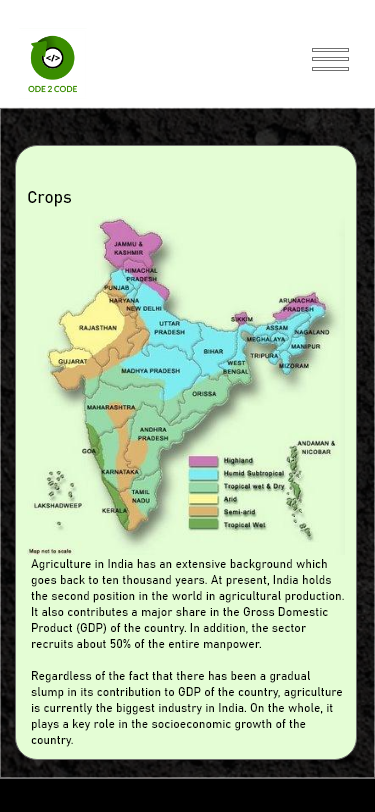 </>
ODE 2 CODE
Crops
JAMMU &
KASHMIR
HIMACHAL
PRADESH
PUNJAB
HARYANA
NEW DELHI
ARUNACHAL
PRADESH
SIKKIM
RAJASTHAN
UTTAR
PRADESH
ASSAM
NAGALAND
MEGHALAYA
MANIPUR
BIHAR
TRIPURA
MIZORAM
GUJARAT
MADHYA PRADESH
WEST
BENGAL
ORISSA
MAHARASHTRA
ANDHRA
PRADESH
GOA
ANDAMAN &
NICOBAR
KARNATAKA
LAKSHADWEEP
TAMIL
NADU
KERALA
Highland
Humid Subtropical
Tropical wet & Dry
Arid
Semi-arid
Tropical Wet
Map not to scale
Agriculture in India has an extensive background which
goes back to ten thousand years. At present, India holds
the second position in the world in agricultural production.
It also contributes a major share in the Gross Domestic
Product (GDP) of the country. In addition, the sector
recruits about 50% of the entire manpower.
Regardless of the fact that there has been a gradual
slump in its contribution to GDP of the country, agriculture
is currently the biggest industry in India. On the whole, it
plays a key role in the socioeconomic growth of the
country.